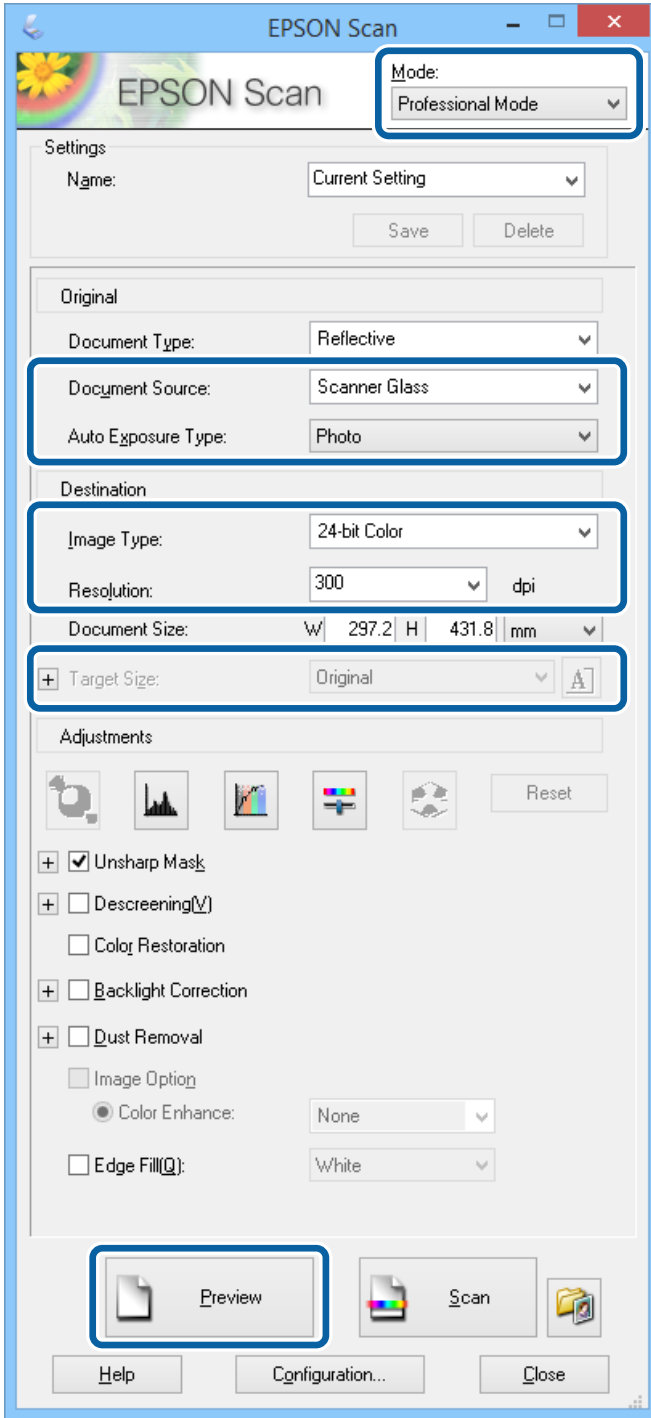 EPSON Scan
EPSON Scan
Mode:
Professional Mode
Settings
Name: Current Setting
Save Delete
Original
Document Type: Reflective
Document Source: Scanner Glass
Auto Exposure Type: Photo
Destination
Image Type: 24-bit Color
Resolution: 300 dpi
Document Size: W 297.2 H 431.8 mm
+ Target Size: Original A
Adjustments
Reset
+ Unsharp Mask
+ Descreening(V)
Color Restoration
+ Backlight Correction
+ Dust Removal
Image Option
Color Enhance: None
Edge Fill(Q): White
Preview Scan
Help Configuration... Close